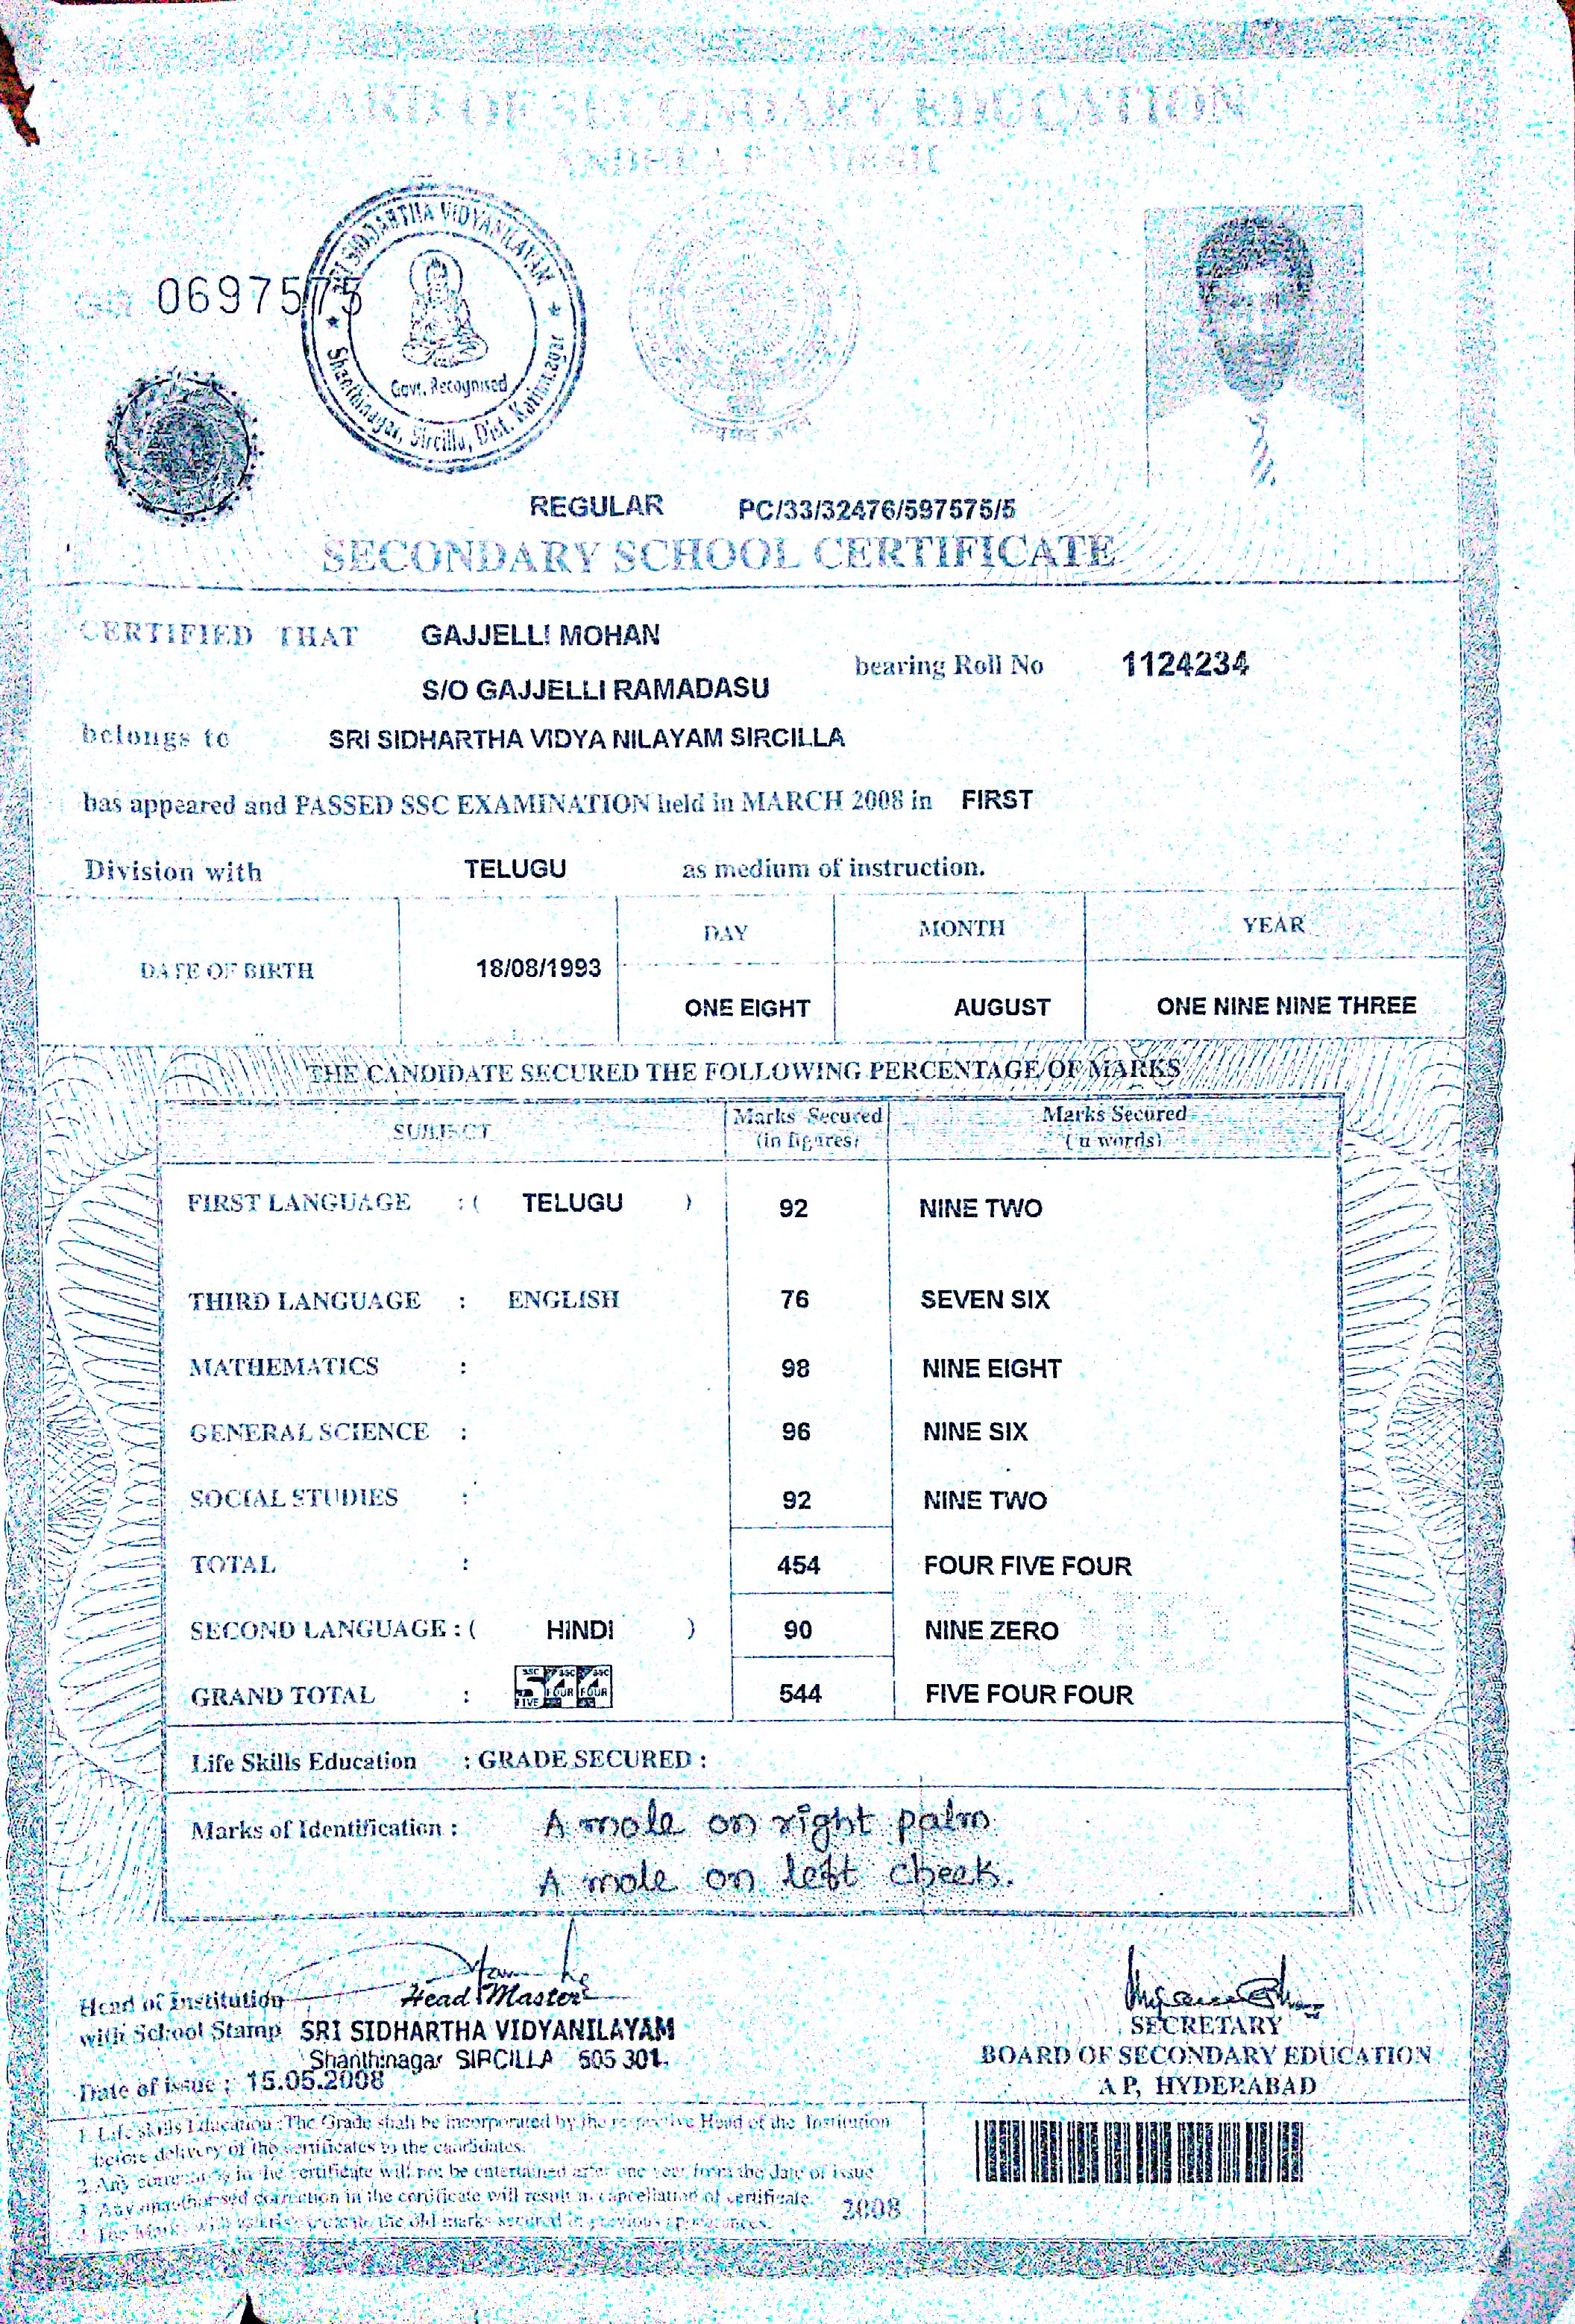 BOARD OF SECONDARY EDUCATION
ANDHRA PRADESH
SRI SIDDARTHA VIDYANILAYAM
Govt. Recognised
Shanthinagar, Sircilla, Dist. Karimnagar
0697575
REGULAR PC/33/32476/597575/5
SECONDARY SCHOOL CERTIFICATE
CERTIFIED THAT GAJJELLI MOHAN
bearing Roll No 1124234
S/O GAJJELLI RAMADASU
belongs to SRI SIDHARTHA VIDYA NILAYAM SIRCILLA
has appeared and PASSED SSC EXAMINATION held in MARCH 2008 in FIRST
Division with TELUGU as medium of instruction.
DATE OF BIRTH 18/08/1993
DAY MONTH YEAR
ONE EIGHT AUGUST ONE NINE NINE THREE
THE CANDIDATE SECURED THE FOLLOWING PERCENTAGE OF MARKS
SUBJECT Marks Secured (in figures) Marks Secured (in words)
FIRST LANGUAGE : ( TELUGU ) 92 NINE TWO
THIRD LANGUAGE : ENGLISH 76 SEVEN SIX
MATHEMATICS : 98 NINE EIGHT
GENERAL SCIENCE : 96 NINE SIX
SOCIAL STUDIES : 92 NINE TWO
TOTAL : 454 FOUR FIVE FOUR
SECOND LANGUAGE : ( HINDI ) 90 NINE ZERO
VOID
GRAND TOTAL : 544 FIVE FOUR FOUR
Life Skills Education : GRADE SECURED :
Marks of Identification : A mole on right palm
A mole on left cheek.
Head of Institution Head Master
with School Stamp SRI SIDHARTHA VIDYANILAYAM
Shanthinagar SIRCILLA 505 301.
Date of issue : 15.05.2008
SECRETARY
BOARD OF SECONDARY EDUCATION
A P, HYDERABAD
1. Life Skills Education : The Grade shall be incorporated by the respective Head of the Institution
before delivery of the certificates to the candidates.
2. Any corrections in the certificate will not be entertained after one year from the date of issue
3. Any unauthorised correction in the certificate will result in cancellation of certificate.
the old marks secured in previous appearances.
2008